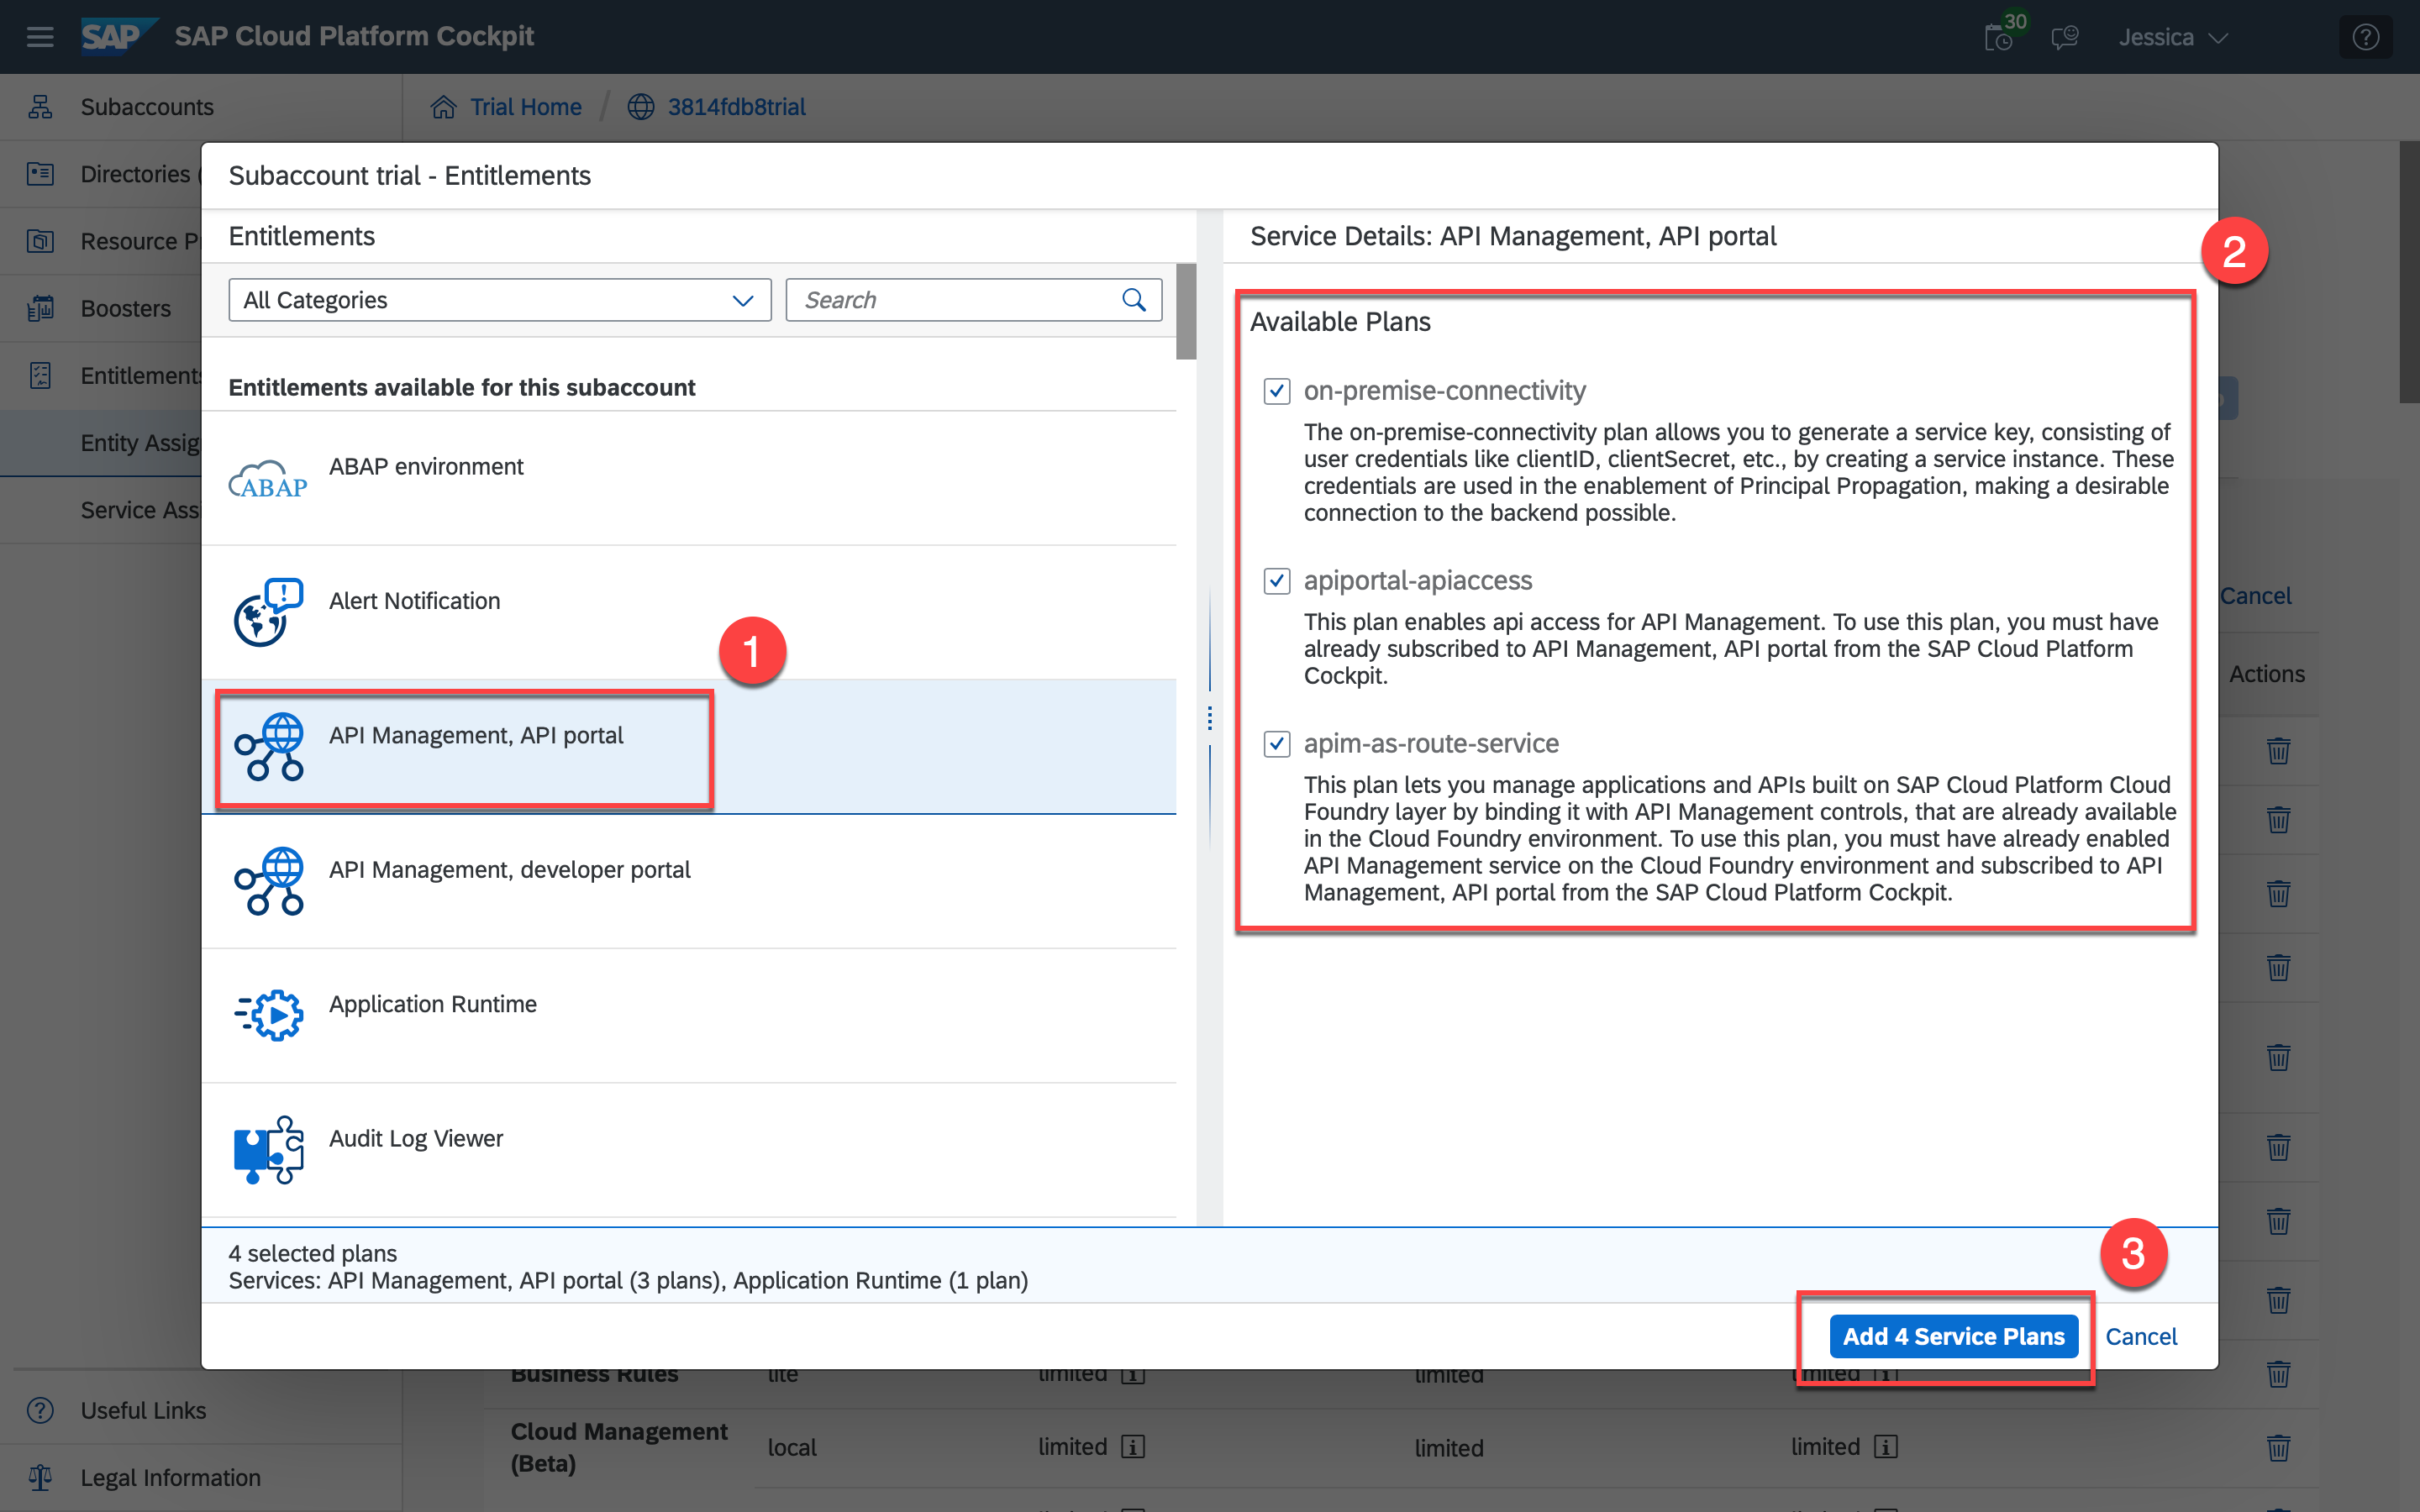 SAP SAP Cloud Platform Cockpit
30
Jessica
Subaccounts
Trial Home / 3814fdb8trial
Directories (
Resource P
Boosters
Entitlements
Entity Assig
Service Assi
Useful Links
Legal Information
Subaccount trial - Entitlements
Entitlements
All Categories
Search
Entitlements available for this subaccount
ABAP
ABAP environment
Alert Notification
1
API Management, API portal
API Management, developer portal
Application Runtime
Audit Log Viewer
Service Details: API Management, API portal
2
Available Plans
on-premise-connectivity
The on-premise-connectivity plan allows you to generate a service key, consisting of
user credentials like clientID, clientSecret, etc., by creating a service instance. These
credentials are used in the enablement of Principal Propagation, making a desirable
connection to the backend possible.
apiportal-apiaccess
This plan enables api access for API Management. To use this plan, you must have
already subscribed to API Management, API portal from the SAP Cloud Platform
Cockpit.
apim-as-route-service
This plan lets you manage applications and APIs built on SAP Cloud Platform Cloud
Foundry layer by binding it with API Management controls, that are already available
in the Cloud Foundry environment. To use this plan, you must have already enabled
API Management service on the Cloud Foundry environment and subscribed to API
Management, API portal from the SAP Cloud Platform Cockpit.
4 selected plans
Services: API Management, API portal (3 plans), Application Runtime (1 plan)
3
Add 4 Service Plans
Cancel
Cancel
Actions
Business Rules lite limited limited limited
Cloud Management
(Beta)
local limited limited limited